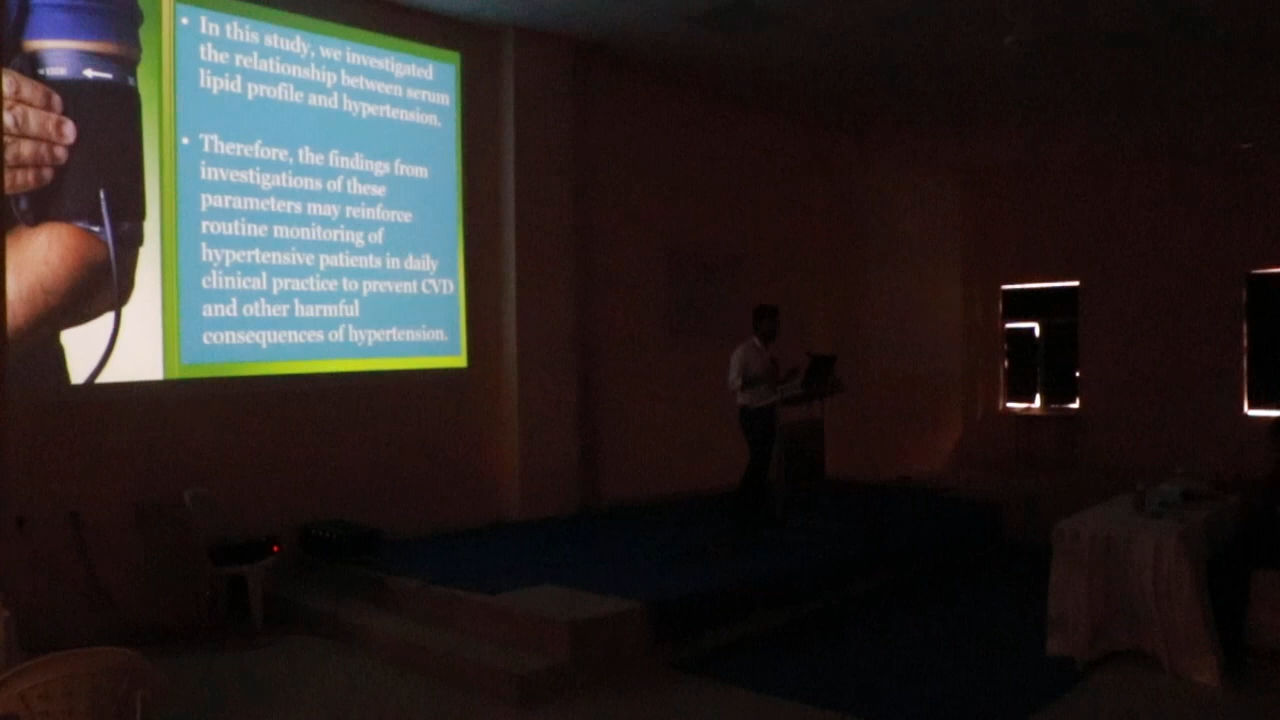 • In this study, we investigated
the relationship between serum
lipid profile and hypertension.
• Therefore, the findings from
investigations of these
parameters may reinforce
routine monitoring of
hypertensive patients in daily
clinical practice to prevent CVD
and other harmful
consequences of hypertension.